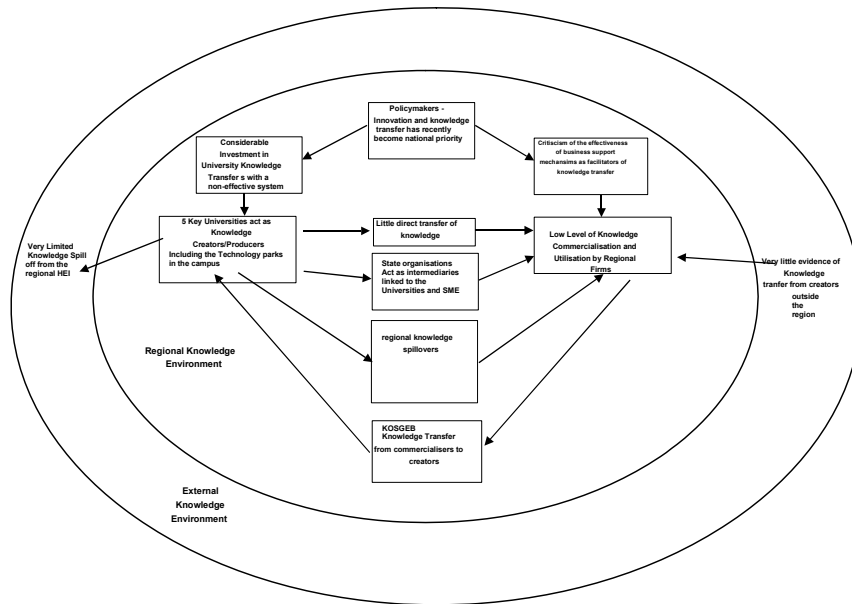 Policymakers -
Innovation and knowledge
transfer has recently
become national priority
Considerable
Investment in
University Knowledge
Transfer s with a
non-effective system
Critiscism of the effectiveness
of business support
mechansims as facilitators of
knowledge transfer
5 Key Universities act as
Knowledge
Creators/Producers
Including the Technology parks
in the campus
Little direct transfer of
knowledge
Low Level of Knowledge
Commercialisation and
Utilisation by Regional
Firms
Very Limited
Knowledge Spill
off from the
regional HEI
State organisations
Act as intermediaries
linked to the
Universities and SME
Very little evidence of
Knowledge
tranfer from creators
outside
the
region
regional knowledge
spillovers
Regional Knowledge
Environment
KOSGEB
Knowledge Transfer
from commercialisers to
creators
External
Knowledge
Environment